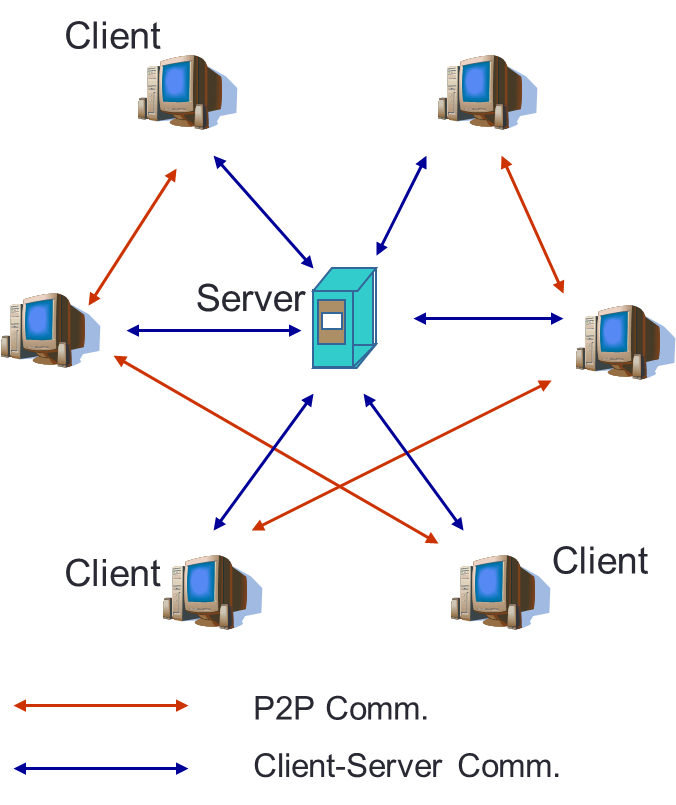 Client
Server
Client
Client
P2P Comm.
Client-Server Comm.